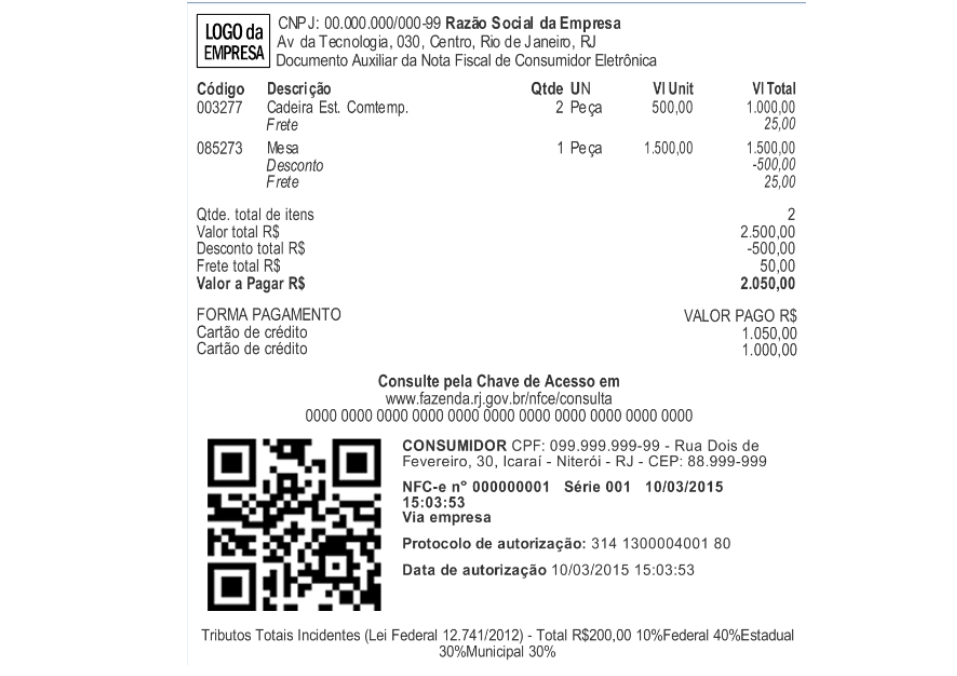 LOGO da
EMPRESA
CNPJ: 00.000.000/000-99 Razão Social da Empresa
Av da Tecnologia, 030, Centro, Rio de Janeiro, RJ
Documento Auxiliar da Nota Fiscal de Consumidor Eletrônica
Código Descrição Qtde UN Vl Unit Vl Total
003277 Cadeira Est. Comtemp. 2 Peça 500,00 1.000,00
Frete 25,00
085273 Mesa 1 Peça 1.500,00 1.500,00
Desconto -500,00
Frete 25,00
Qtde. total de itens 2
Valor total R$ 2.500,00
Desconto total R$ -500,00
Frete total R$ 50,00
Valor a Pagar R$ 2.050,00
FORMA PAGAMENTO VALOR PAGO R$
Cartão de crédito 1.050,00
Cartão de crédito 1.000,00
Consulte pela Chave de Acesso em
www.fazenda.rj.gov.br/nfce/consulta
0000 0000 0000 0000 0000 0000 0000 0000 0000 0000 0000
CONSUMIDOR CPF: 099.999.999-99 - Rua Dois de
Fevereiro, 30, Icaraí - Niterói - RJ - CEP: 88.999-999
NFC-e nº 000000001 Série 001 10/03/2015
15:03:53
Via empresa
Protocolo de autorização: 314 1300004001 80
Data de autorização 10/03/2015 15:03:53
Tributos Totais Incidentes (Lei Federal 12.741/2012) - Total R$200,00 10%Federal 40%Estadual
30%Municipal 30%